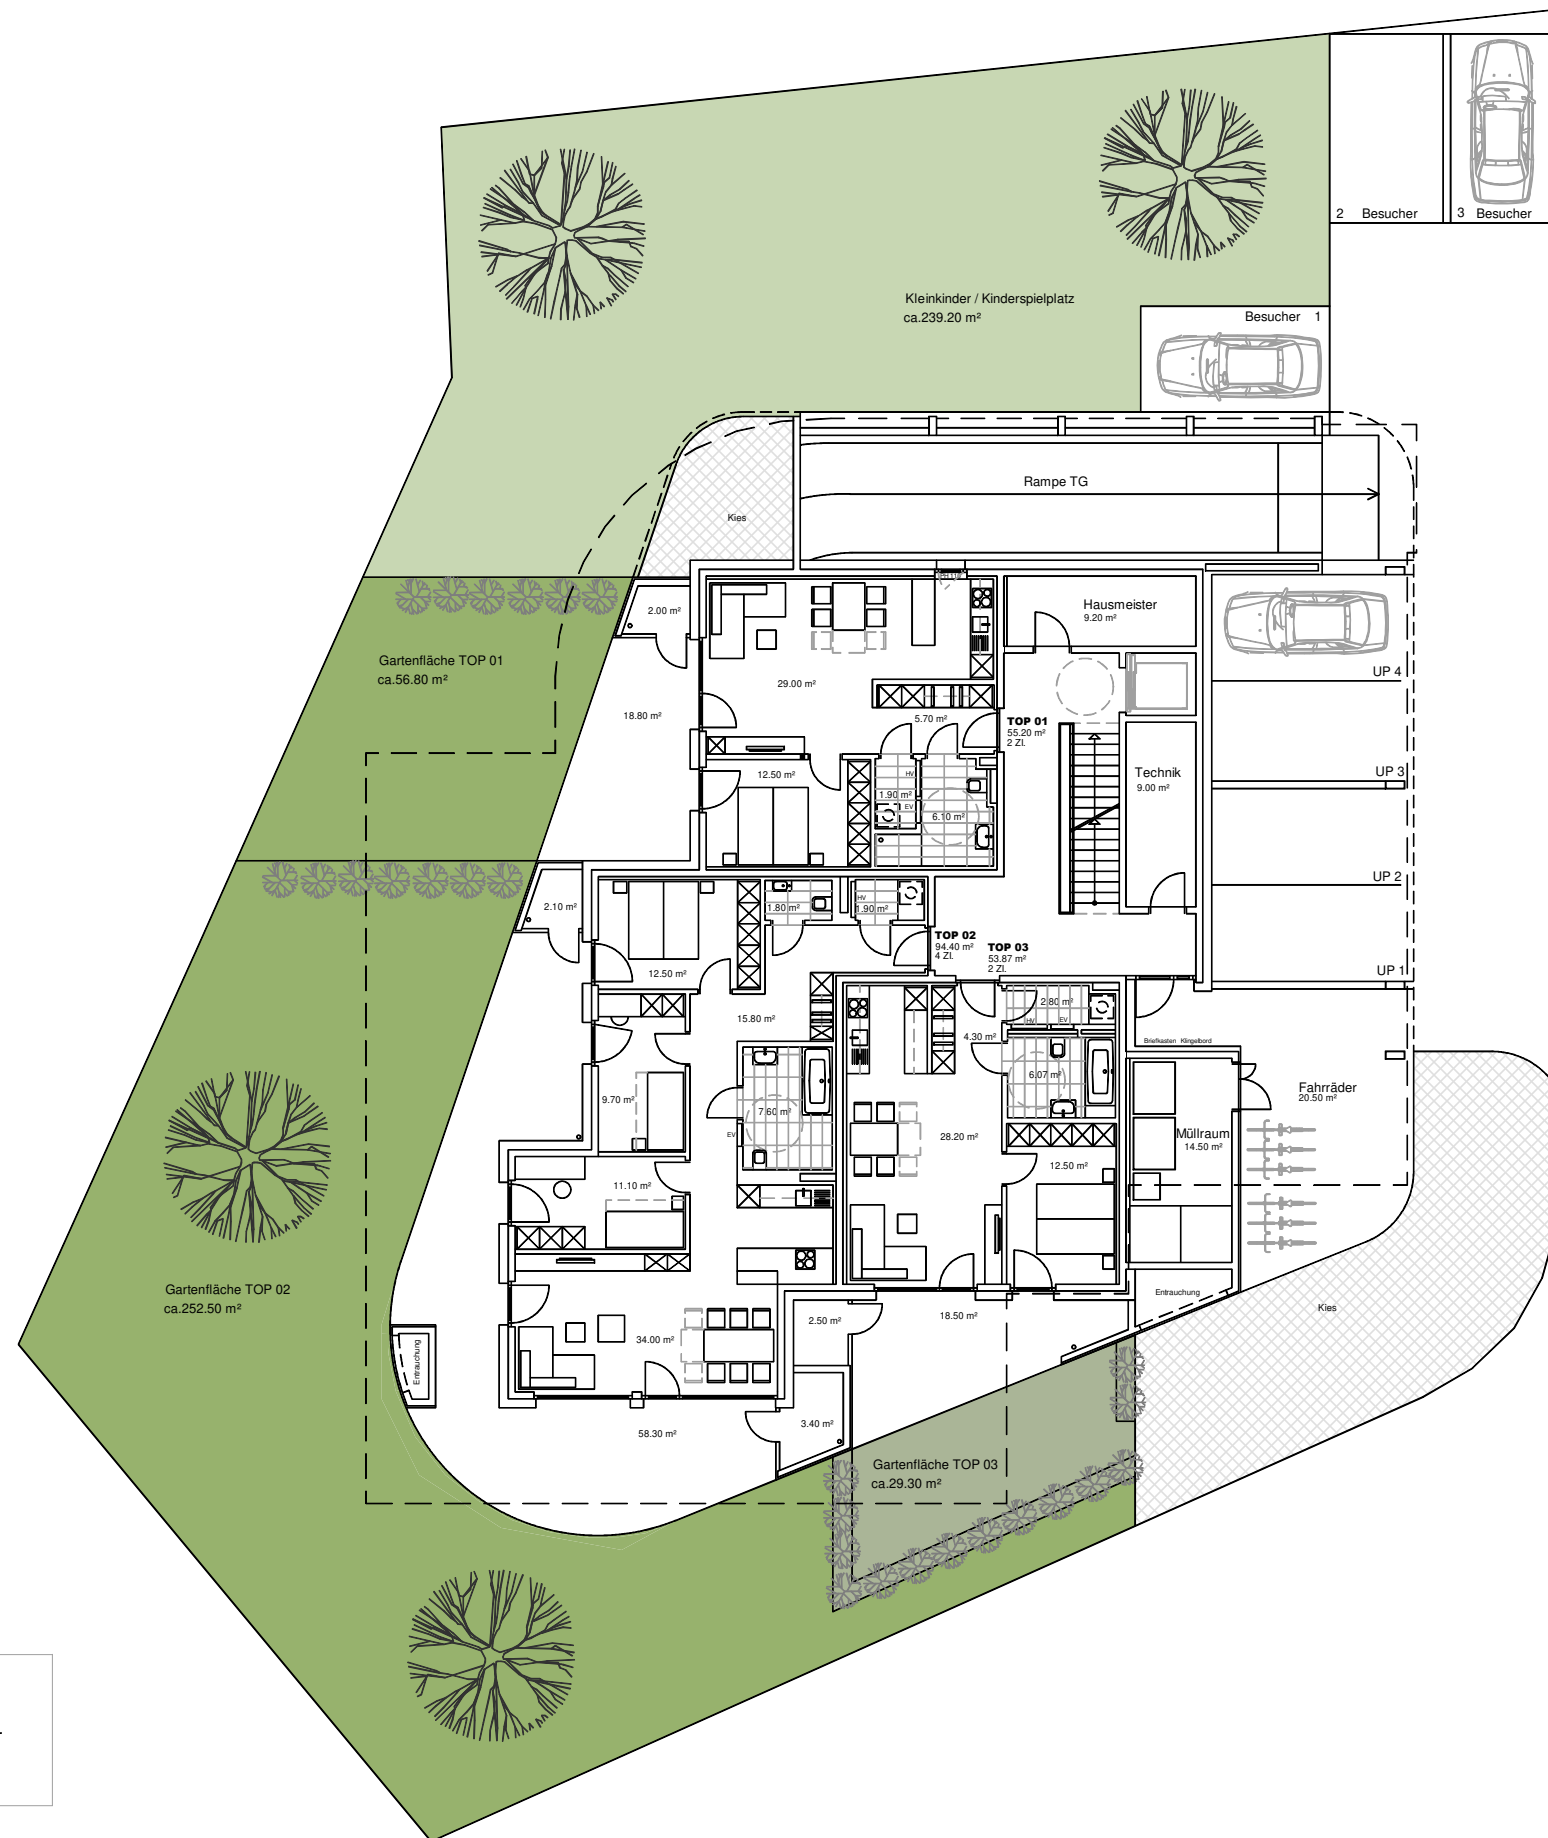 2 Besucher
3 Besucher
Kleinkinder / Kinderspielplatz
ca.239.20 m²
Besucher 1
Rampe TG
Kies
2.00 m²
Hausmeister
9.20 m²
Gartenfläche TOP 01
ca.56.80 m²
UP 4
29.00 m²
18.80 m²
5.70 m²
TOP 01
55.20 m²
2 ZI.
12.50 m²
HV
1.90 m²
EV
6.10 m²
Technik
9.00 m²
UP 3
UP 2
2.10 m²
1.80 m²
HV
1.90 m²
TOP 02
94.40 m²
4 ZI.
TOP 03
53.87 m²
2 ZI.
12.50 m²
UP 1
15.80 m²
2.80 m²
HV
EV
4.30 m²
Briefkasten Klingelbord
6.07 m²
Fahrräder
20.50 m²
9.70 m²
7.60 m²
EV
28.20 m²
Müllraum
14.50 m²
12.50 m²
11.10 m²
Gartenfläche TOP 02
ca.252.50 m²
Entrauchung
Kies
2.50 m²
18.50 m²
34.00 m²
Entrauchung
3.40 m²
58.30 m²
Gartenfläche TOP 03
ca.29.30 m²